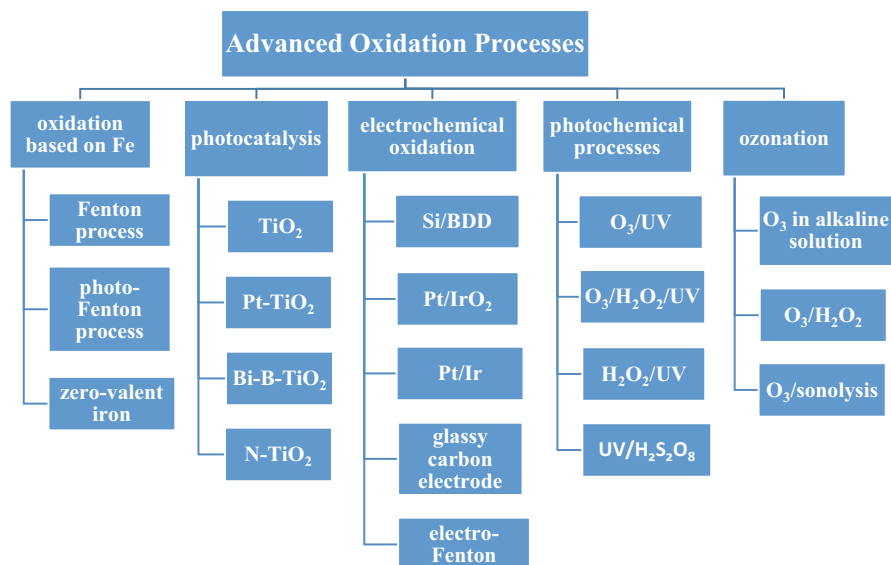 Advanced Oxidation Processes
oxidation
based on Fe
photocatalysis
electrochemical
oxidation
photochemical
processes
ozonation
Fenton
process
photo-
Fenton
process
zero-valent
iron
TiO₂
Pt-TiO₂
Bi-B-TiO₂
N-TiO₂
Si/BDD
Pt/IrO₂
Pt/Ir
glassy
carbon
electrode
electro-
Fenton
O₃/UV
O₃/H₂O₂/UV
H₂O₂/UV
UV/H₂S₂O₈
O₃ in alkaline
solution
O₃/H₂O₂
O₃/sonolysis